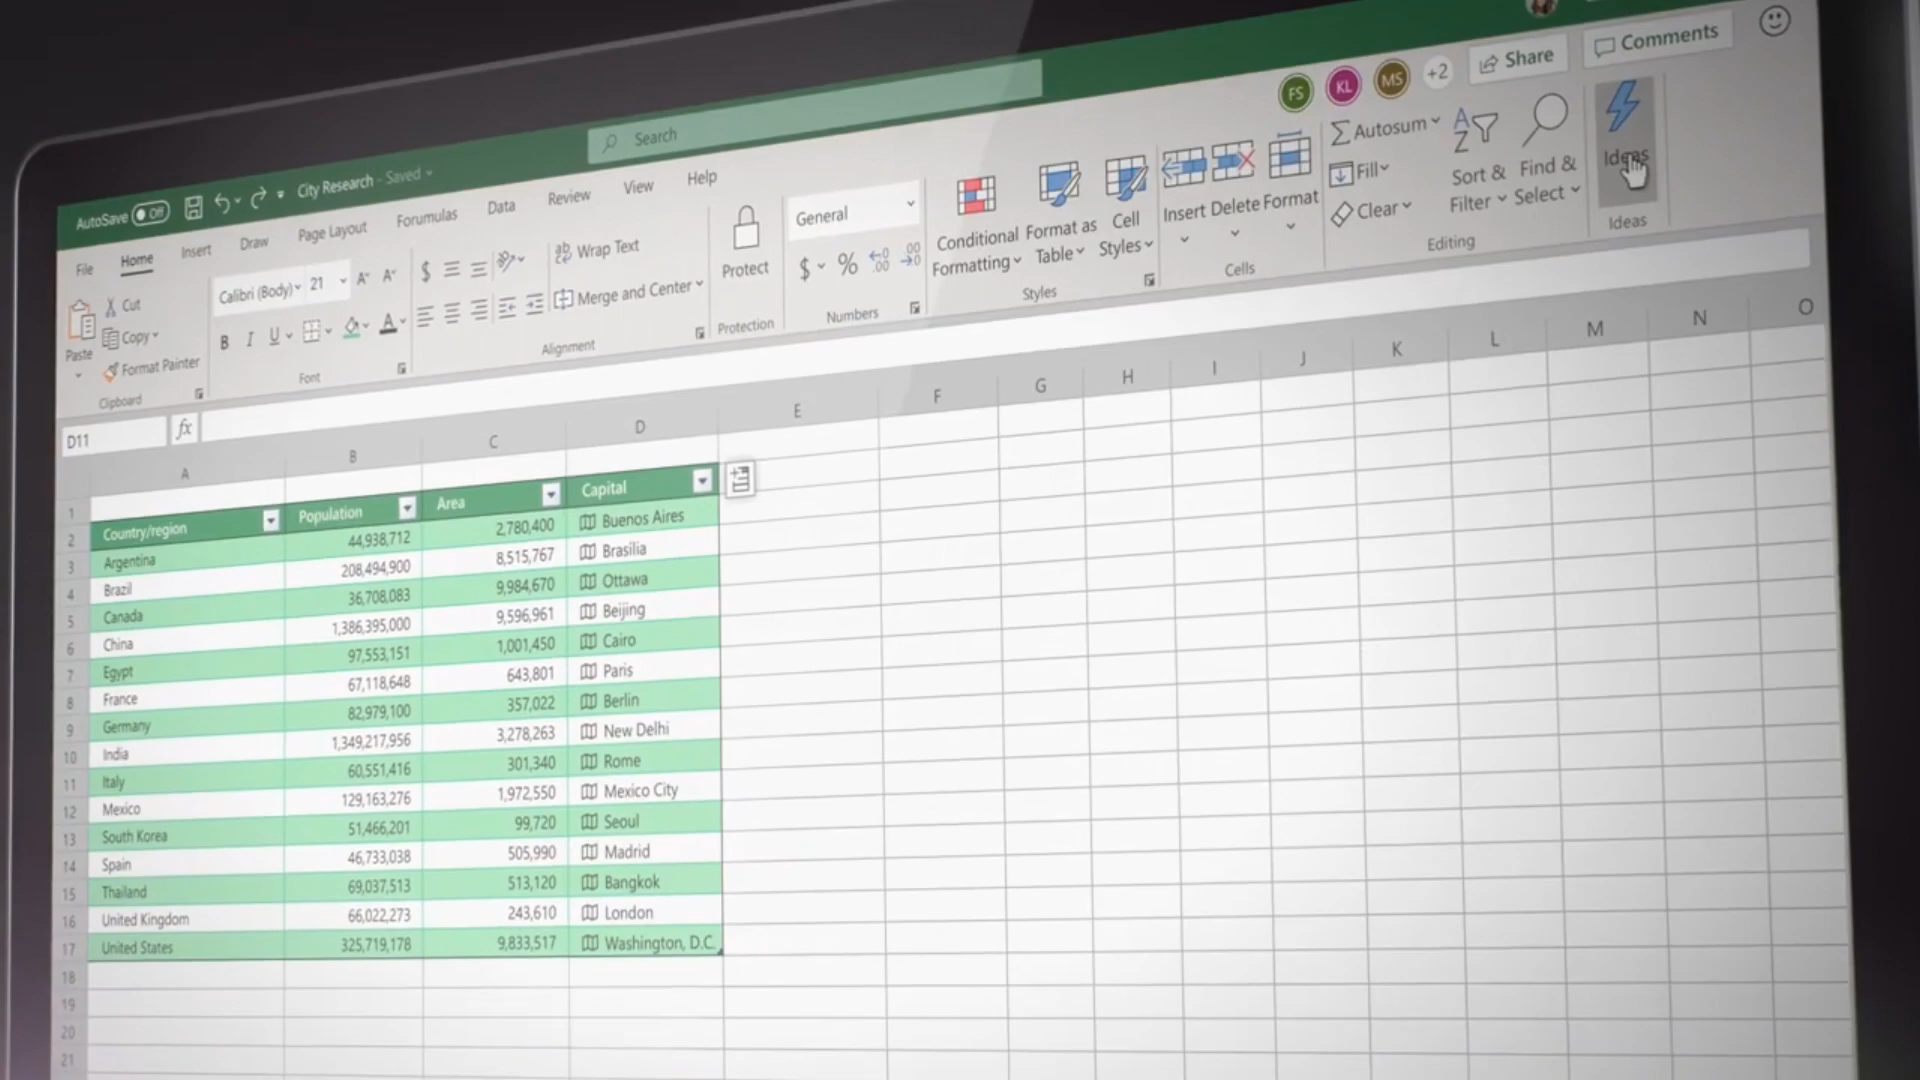 AutoSave Off City Research - Saved
Search
FS KL MS +2 Share Comments
File Home Insert Draw Page Layout Forumulas Data Review View Help
Paste
Cut
Copy
Format Painter
Clipboard
Calibri (Body) 21
B I U A
Font
$
ab Wrap Text
Merge and Center
Alignment
Protect
Protection
General
$ % .00 .00
Numbers
Conditional Formatting
Format as Table
Cell Styles
Styles
Insert Delete Format
Cells
Autosum
Fill
Clear
Sort & Filter
Find & Select
Editing
Ideas
Ideas
D11 fx
A B C D E F G H I J K L M N O
1
2 Country/region Population Area Capital
3 Argentina 44,938,712 2,780,400 Buenos Aires
4 Brazil 208,494,900 8,515,767 Brasília
5 Canada 36,708,083 9,984,670 Ottawa
6 China 1,386,395,000 9,596,961 Beijing
7 Egypt 97,553,151 1,001,450 Cairo
8 France 67,118,648 643,801 Paris
9 Germany 82,979,100 357,022 Berlin
10 India 1,349,217,956 3,278,263 New Delhi
11 Italy 60,551,416 301,340 Rome
12 Mexico 129,163,276 1,972,550 Mexico City
13 South Korea 51,466,201 99,720 Seoul
14 Spain 46,733,038 505,990 Madrid
15 Thailand 69,037,513 513,120 Bangkok
16 United Kingdom 66,022,273 243,610 London
17 United States 325,719,178 9,833,517 Washington, D.C.
18
19
20
21